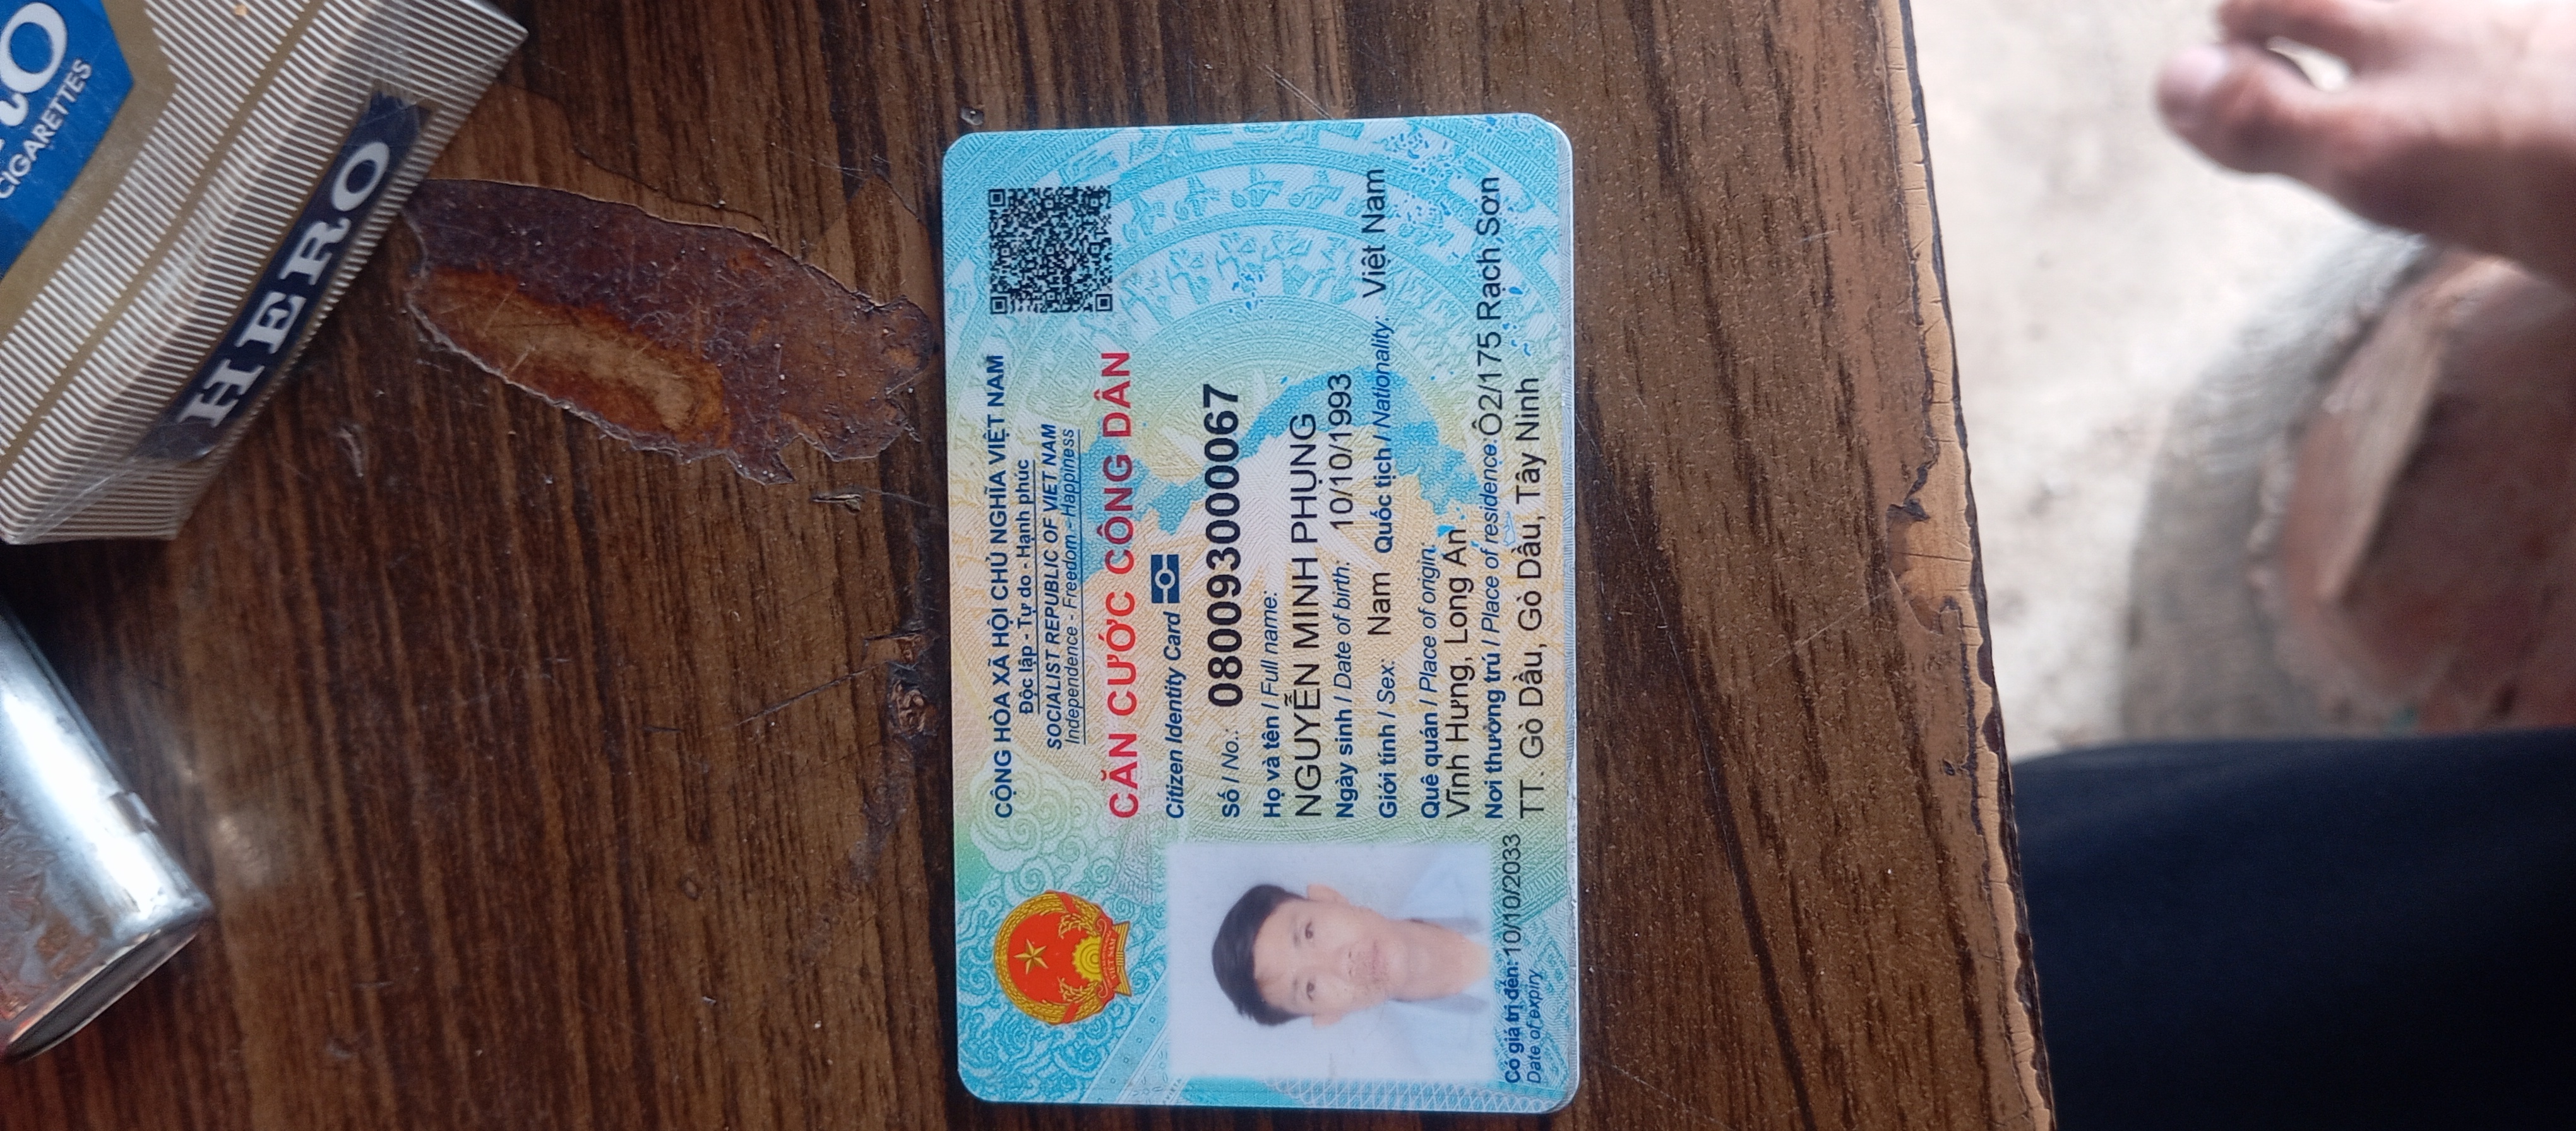 CỘNG HÒA XÃ HỘI CHỦ NGHĨA VIỆT NAM
Độc lập - Tự do - Hạnh phúc
SOCIALIST REPUBLIC OF VIET NAM
Independence - Freedom - Happiness
CĂN CƯỚC CÔNG DÂN
Citizen Identity Card
Số / No.: 080093000067
Họ và tên / Full name:
NGUYỄN MINH PHỤNG
Ngày sinh / Date of birth: 10/10/1993
Giới tính / Sex: Nam Quốc tịch / Nationality: Việt Nam
Quê quán / Place of origin:
Vĩnh Hưng, Long An
Nơi thường trú / Place of residence: Ô2/175 Rạch Sơn
TT. Gò Dầu, Gò Dầu, Tây Ninh
Có giá trị đến: 10/10/2033
Date of expiry
CIGARETTES
HERO